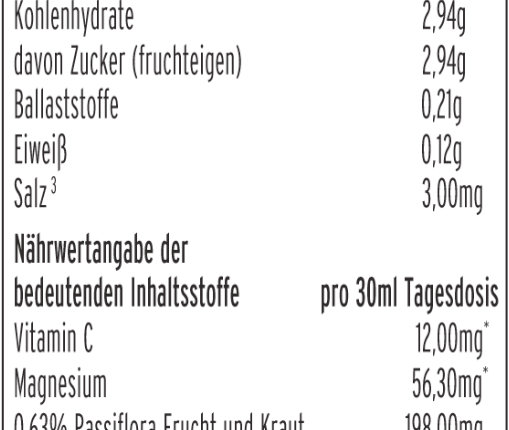 Kohlenhydrate 2,94g
davon Zucker (fruchteigen) 2,94g
Ballaststoffe 0,21g
Eiweiß 0,12g
Salz ³ 3,00mg
Nährwertangabe der
bedeutenden Inhaltsstoffe pro 30ml Tagesdosis
Vitamin C 12,00mg*
Magnesium 56,30mg*
0,63% Passiflora Frucht und Kraut 198,00mg